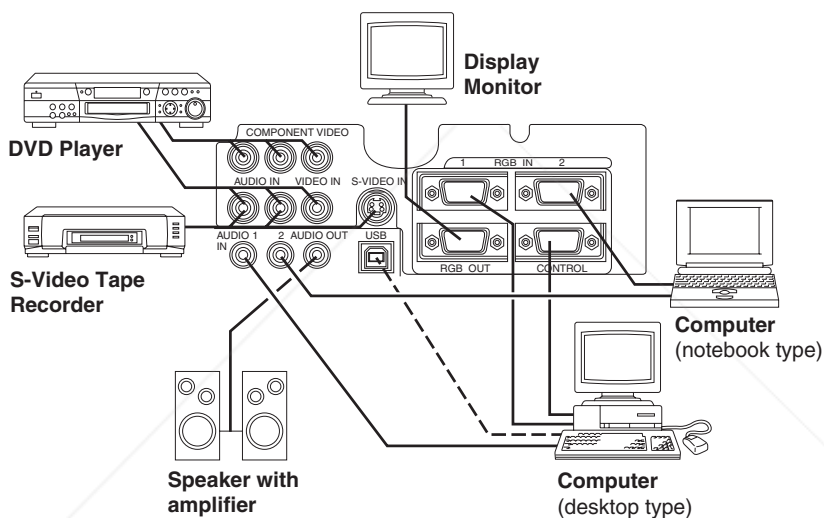 Display
Monitor
DVD Player
COMPONENT VIDEO
1 RGB IN 2
AUDIO IN VIDEO IN S-VIDEO IN
AUDIO 1 2 AUDIO OUT USB
IN
RGB OUT CONTROL
S-Video Tape
Recorder
Computer
(notebook type)
Speaker with
amplifier
Computer
(desktop type)